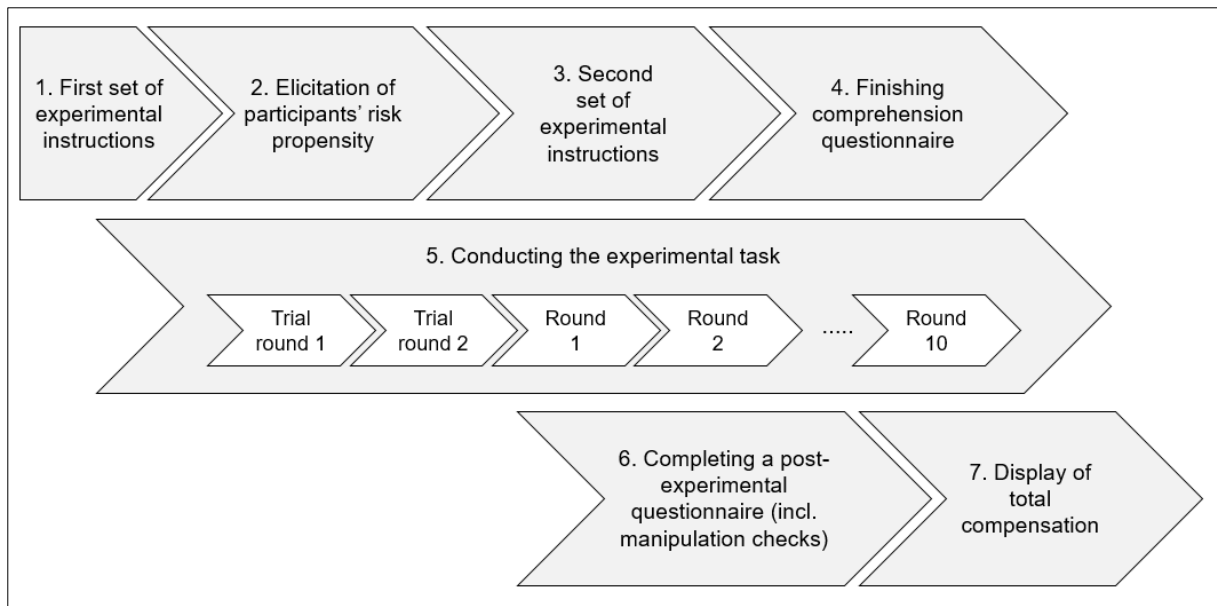 1. First set of
experimental
instructions
2. Elicitation of
participants’ risk
propensity
3. Second
set of
experimental
instructions
4. Finishing
comprehension
questionnaire
5. Conducting the experimental task
Trial
round 1
Trial
round 2
Round
1
Round
2
.....
Round
10
6. Completing a post-
experimental
questionnaire (incl.
manipulation checks)
7. Display of
total
compensation